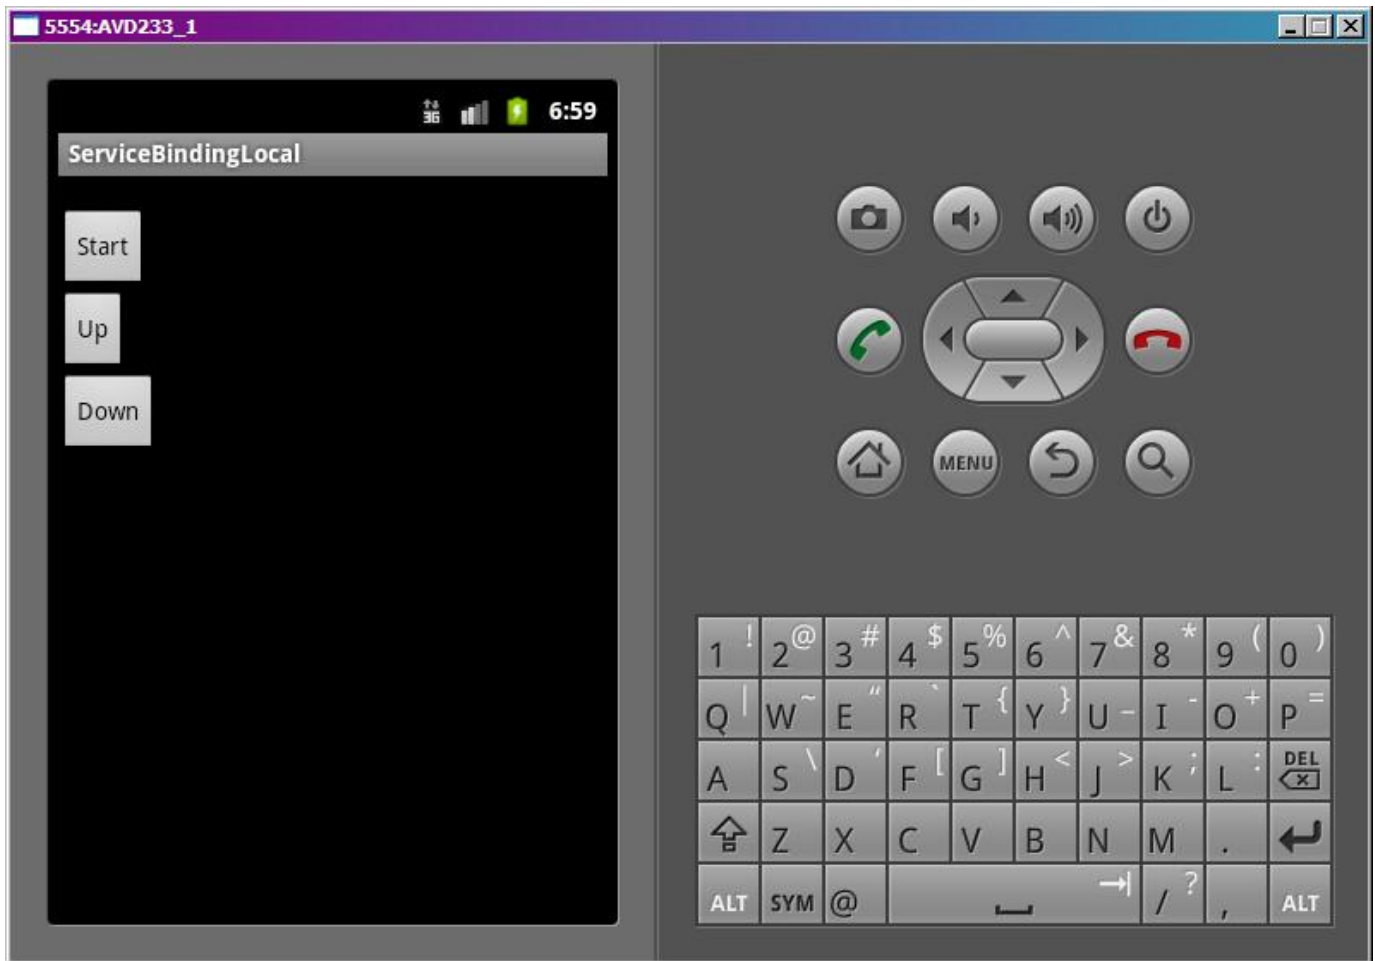 5554:AVD233_1
3G 6:59
ServiceBindingLocal
Start
Up
Down
MENU
1 ! 2 @ 3 # 4 $ 5 % 6 ^ 7 & 8 * 9 ( 0 )
Q | W ~ E “ R ` T { Y } U _ I - O + P =
A S \ D ‘ F [ G ] H < J > K ; L : DEL
Z X C V B N M .
ALT SYM @ / ? , ALT